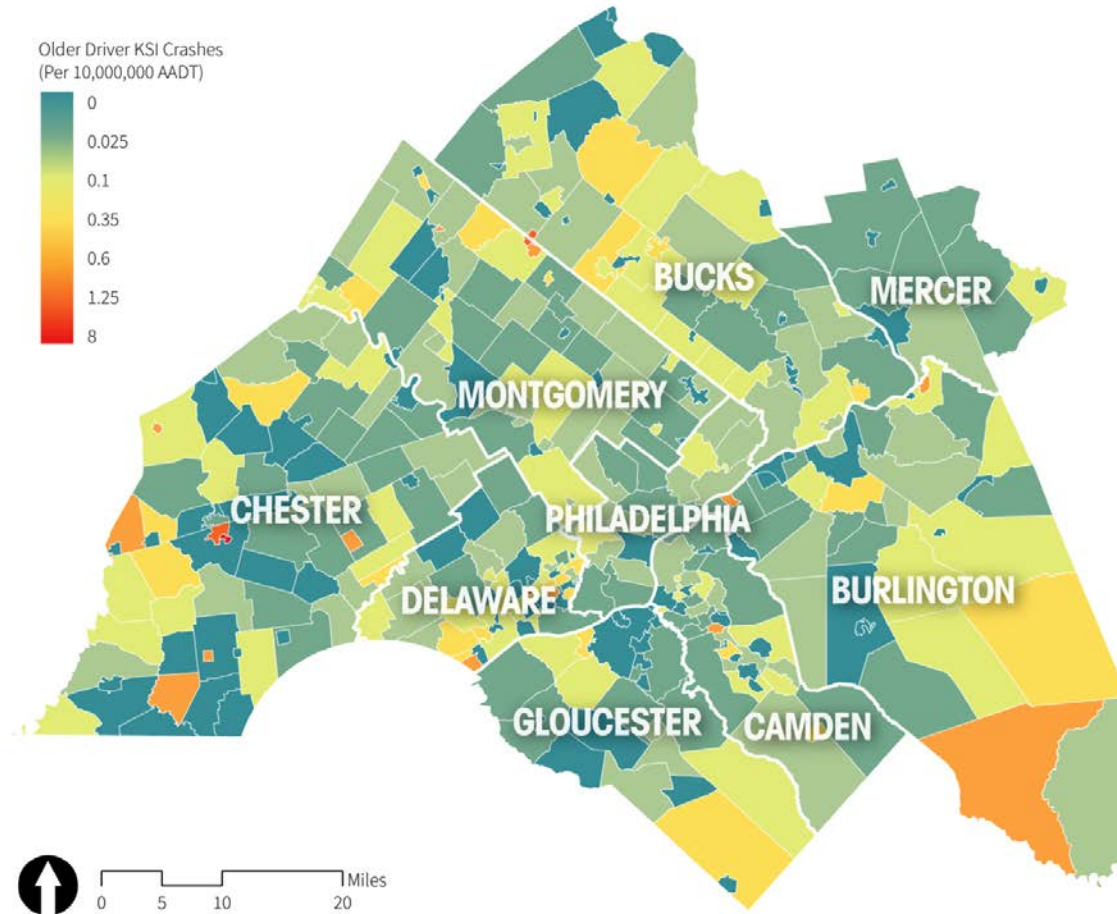 Older Driver KSI Crashes
(Per 10,000,000 AADT)
0
0.025
0.1
0.35
0.6
1.25
8
BUCKS
MERCER
MONTGOMERY
CHESTER
PHILADELPHIA
DELAWARE
BURLINGTON
GLOUCESTER
CAMDEN
Miles
0 5 10 20